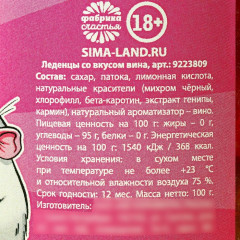 фабрика
счастья
18+
SIMA-LAND.RU
Леденцы со вкусом вина, арт.: 9223809
Состав: сахар, патока, лимонная кислота,
натуральные красители (михром чёрный,
хлорофилл, бета-каротин, экстракт генипы,
кармин), натуральный ароматизатор – вино.
Пищевая ценность на 100 г: жиры – 0 г,
углеводы – 95 г, белки – 0 г. Энергетическая
ценность на 100 г: 1540 кДж / 368 ккал.
Условия хранения: в сухом месте
при температуре не более +23 °C
и относительной влажности воздуха 75 %.
Срок годности: 12 мес. Масса нетто: 100 г.
Изготовитель: